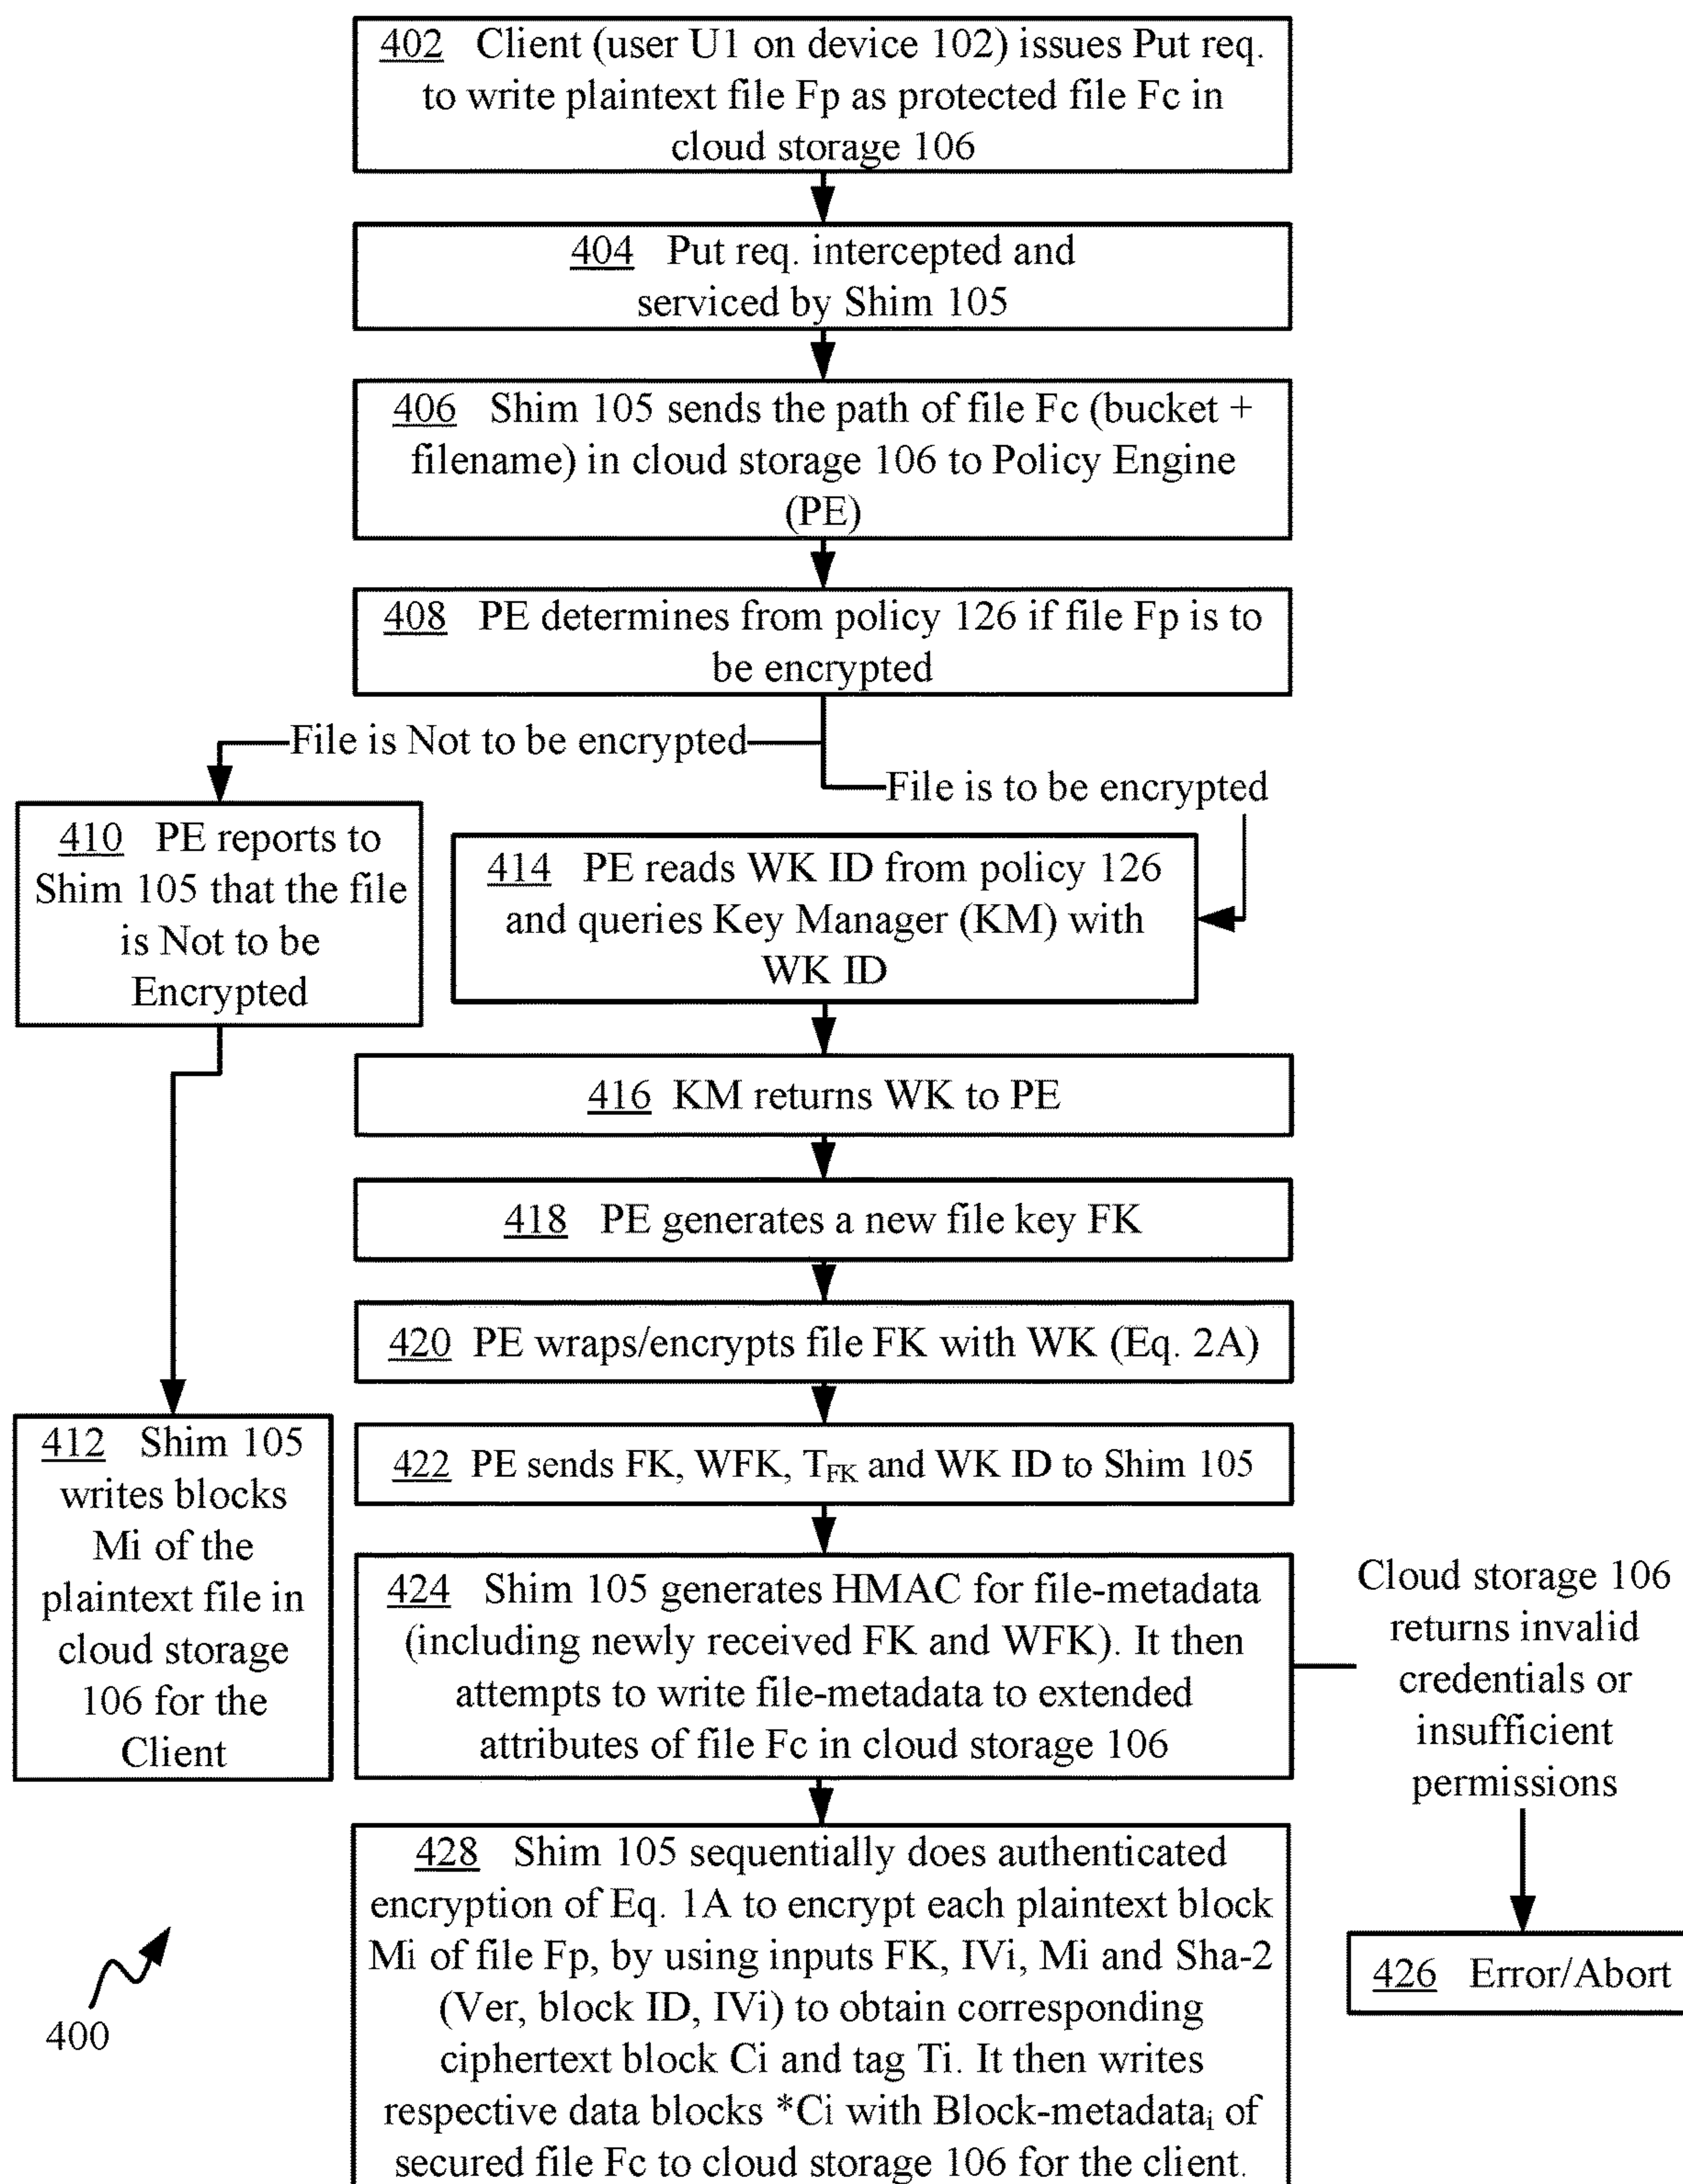 402 Client (user U1 on device 102) issues Put req.
to write plaintext file Fp as protected file Fc in
cloud storage 106
404 Put req. intercepted and
serviced by Shim 105
406 Shim 105 sends the path of file Fc (bucket +
filename) in cloud storage 106 to Policy Engine
(PE)
408 PE determines from policy 126 if file Fp is to
be encrypted
File is Not to be encrypted
File is to be encrypted
410 PE reports to
Shim 105 that the file
is Not to be
Encrypted
414 PE reads WK ID from policy 126
and queries Key Manager (KM) with
WK ID
416 KM returns WK to PE
418 PE generates a new file key FK
420 PE wraps/encrypts file FK with WK (Eq. 2A)
412 Shim 105
writes blocks
Mi of the
plaintext file in
cloud storage
106 for the
Client
422 PE sends FK, WFK, TFK and WK ID to Shim 105
424 Shim 105 generates HMAC for file-metadata
(including newly received FK and WFK). It then
attempts to write file-metadata to extended
attributes of file Fc in cloud storage 106
Cloud storage 106
returns invalid
credentials or
insufficient
permissions
426 Error/Abort
428 Shim 105 sequentially does authenticated
encryption of Eq. 1A to encrypt each plaintext block
Mi of file Fp, by using inputs FK, IVi, Mi and Sha-2
(Ver, block ID, IVi) to obtain corresponding
ciphertext block Ci and tag Ti. It then writes
respective data blocks *Ci with Block-metadatai of
secured file Fc to cloud storage 106 for the client.
400